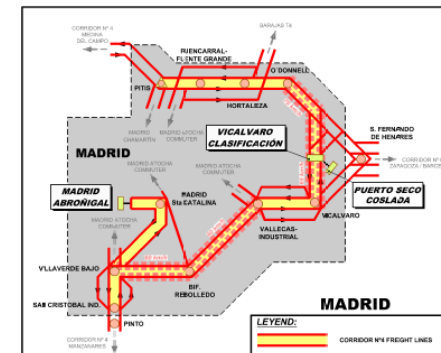 CORRIDOR Nº 4
MEDINA
DEL CAMPO
BARAJAS T4
FUENCARRAL-
FUENTE GRANDE
O'DONNELL
PITIS
HORTALEZA
MADRID
CHAMARTIN
MADRID ATOCHA
COMMUTER
VICALVARO
CLASIFICACIÓN
S. FERNANDO
DE HENARES
MADRID
MADRID ATOCHA
COMMUTER
MADRID ATOCHA
COMMUTER
CORRIDOR Nº
ZARAGOZA / BARCE
MADRID
ABROÑIGAL
MADRID
Sta CATALINA
PUERTO SECO
COSLADA
MADRID ATOCHA
COMMUTER
VICALVARO
VALLECAS-
INDUSTRIAL
VILLAVERDE BAJO
BIF.
REBOLLEDO
SAN CRISTOBAL IND.
PINTO
MADRID
CORRIDOR Nº 4
MANZANARES
LEYEND:
CORRIDOR Nº4 FREIGHT LINES